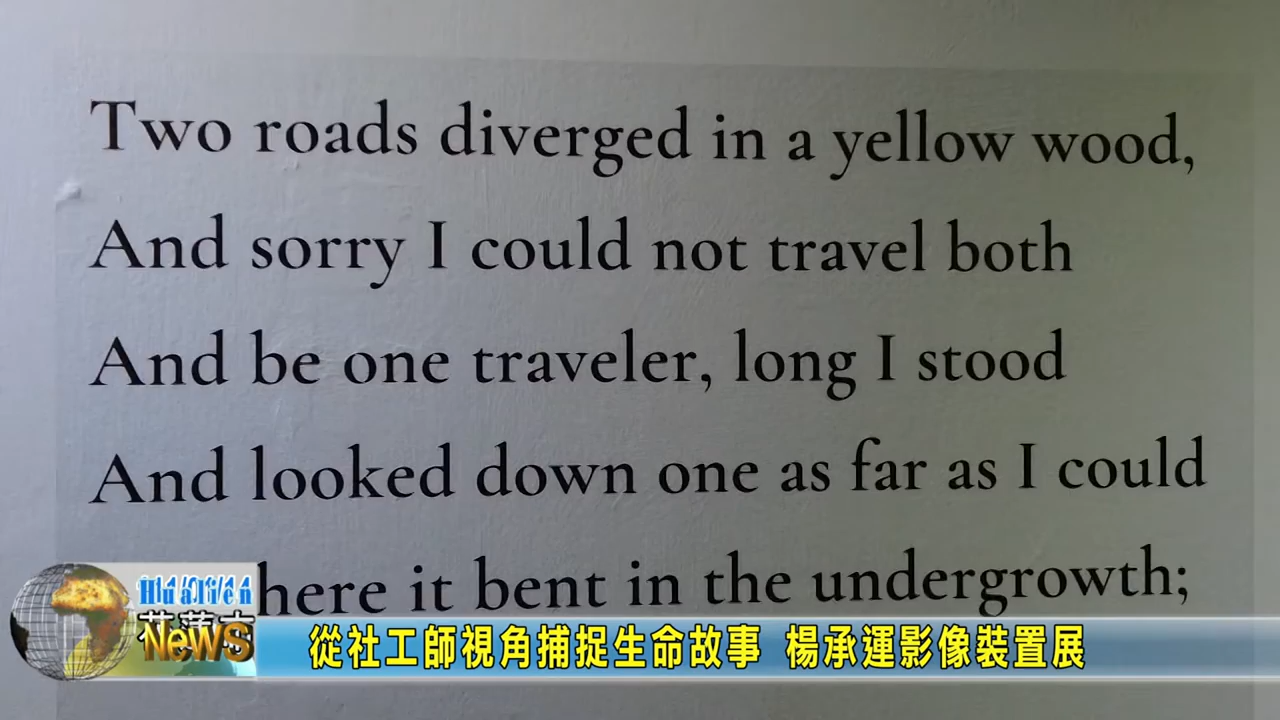 Two roads diverged in a yellow wood,
And sorry I could not travel both
And be one traveler, long I stood
And looked down one as far as I could
here it bent in the undergrowth;
News
從社工師視角捕捉生命故事 楊承運影像裝置展